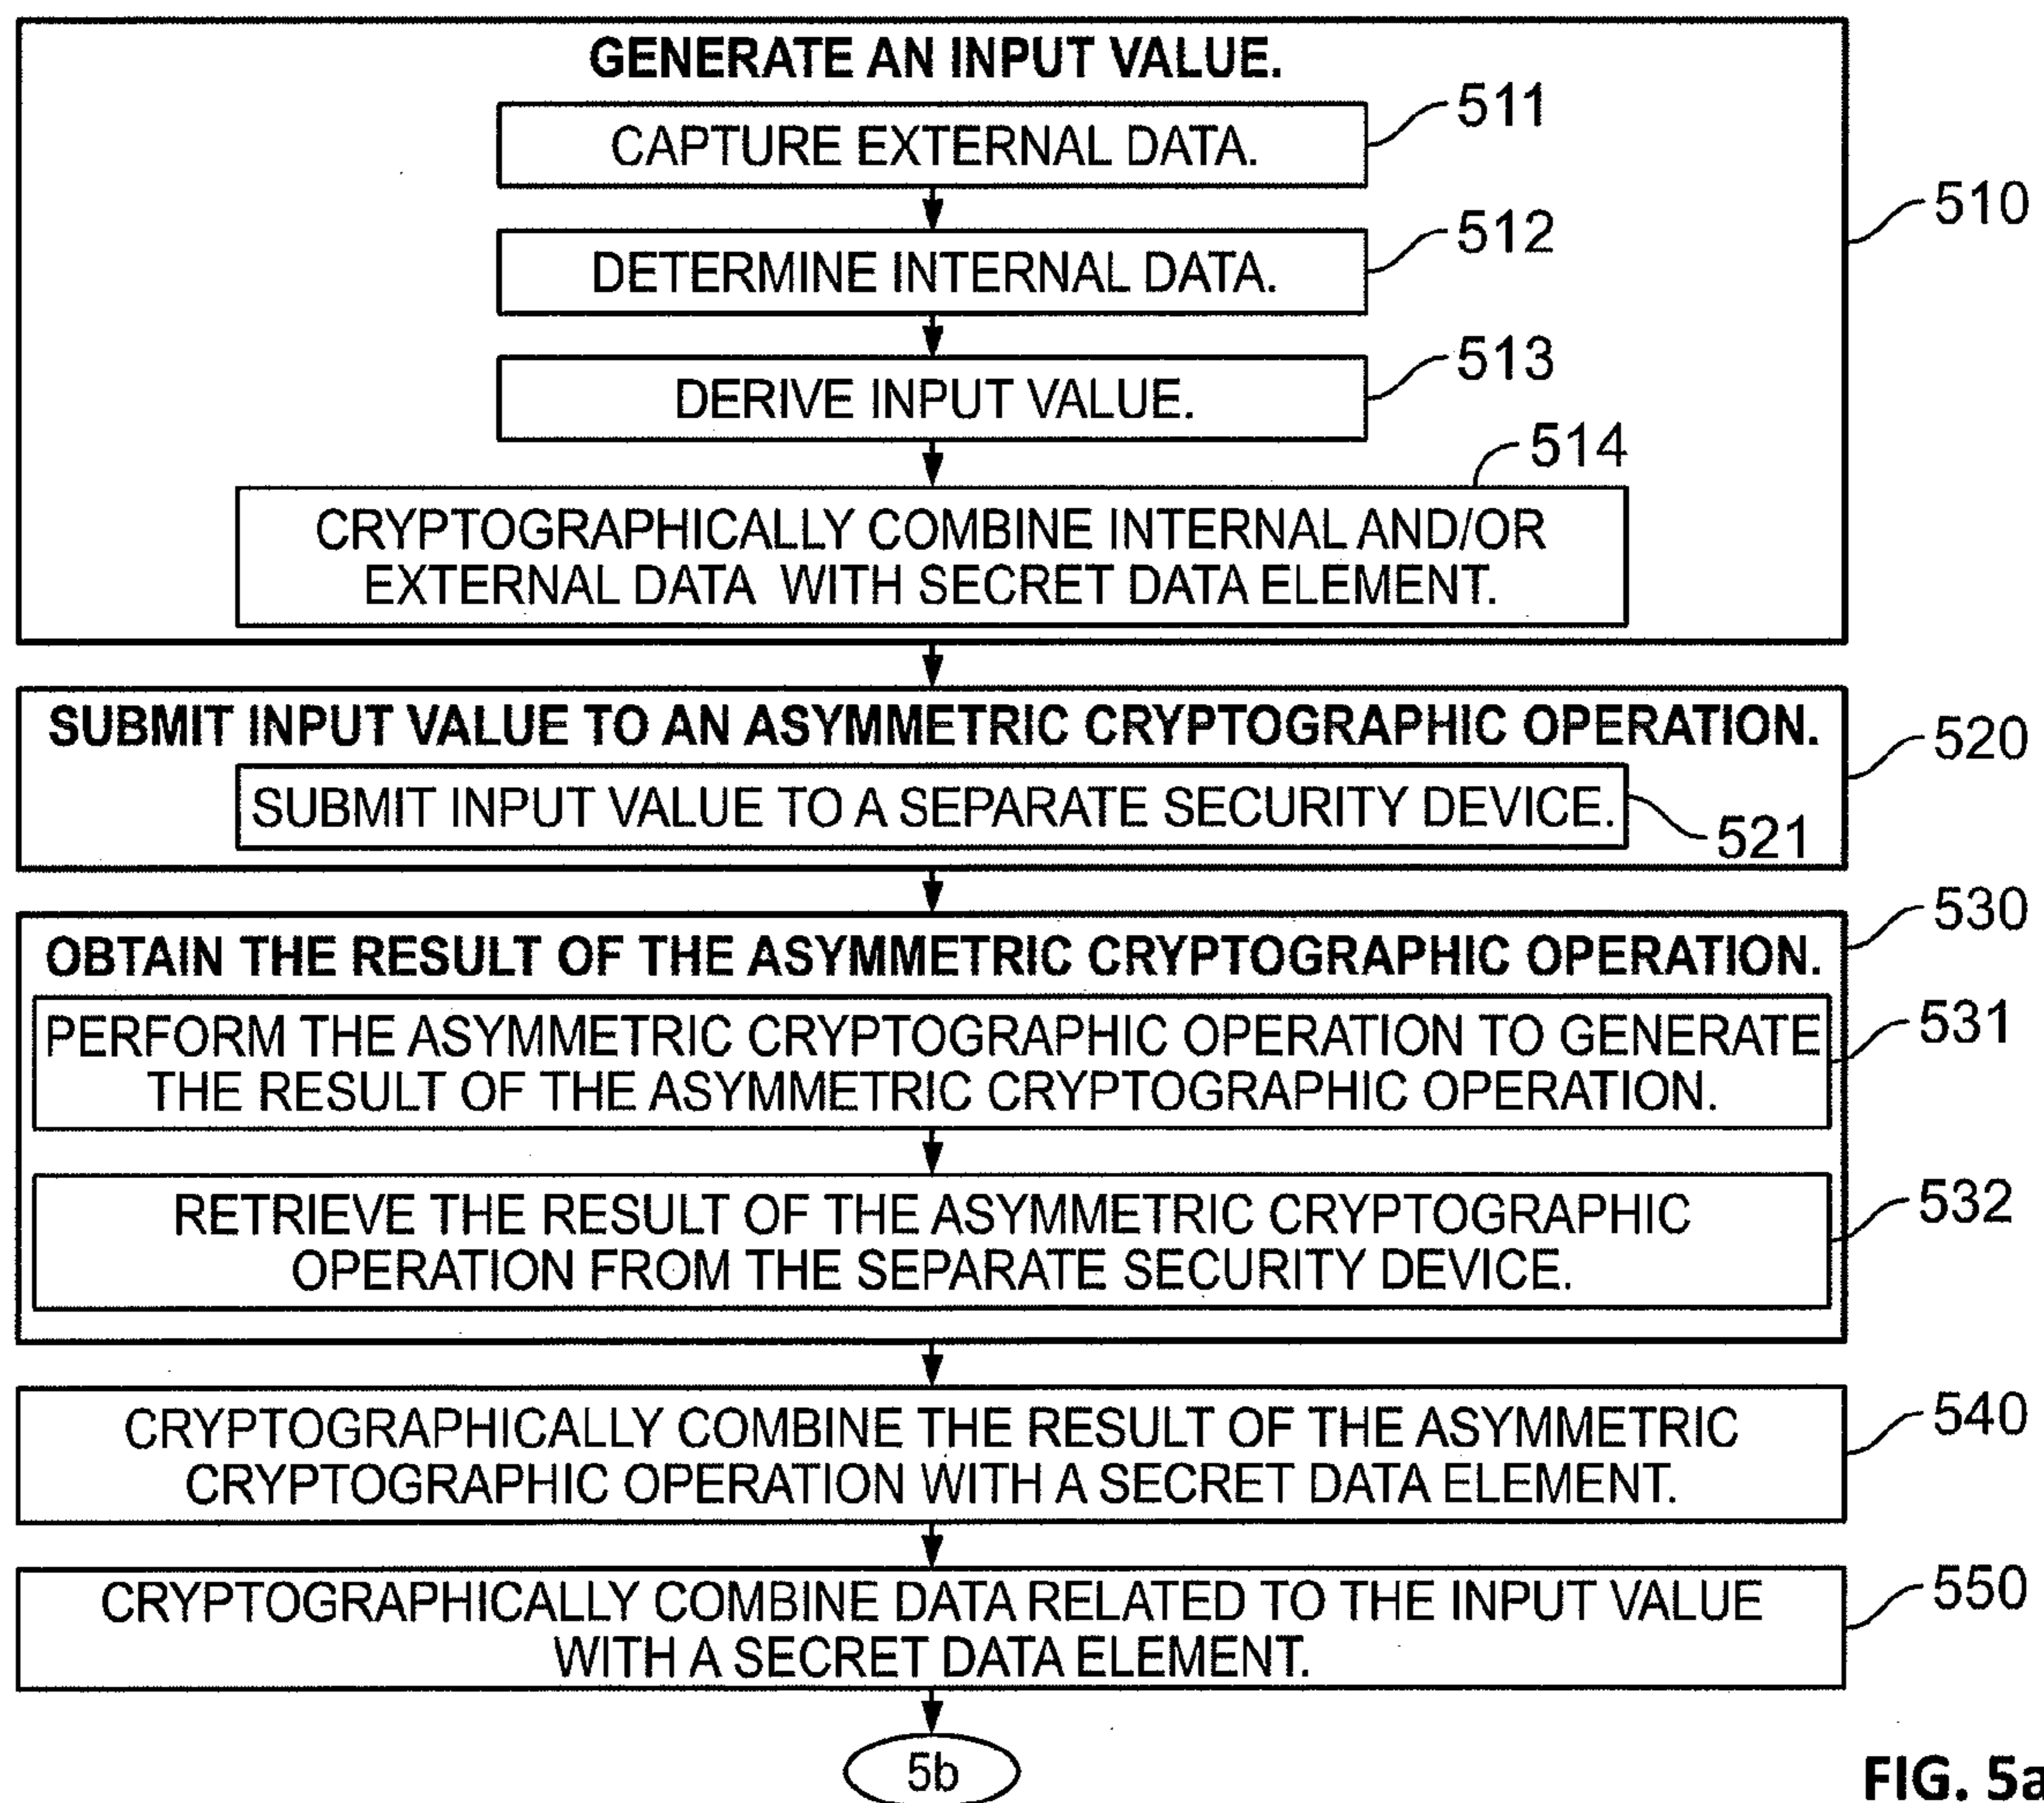 GENERATE AN INPUT VALUE.
511
CAPTURE EXTERNAL DATA.
510
512
DETERMINE INTERNAL DATA.
513
DERIVE INPUT VALUE.
514
CRYPTOGRAPHICALLY COMBINE INTERNAL AND/OR
EXTERNAL DATA WITH SECRET DATA ELEMENT.
SUBMIT INPUT VALUE TO AN ASYMMETRIC CRYPTOGRAPHIC OPERATION.
520
SUBMIT INPUT VALUE TO A SEPARATE SECURITY DEVICE.
521
530
OBTAIN THE RESULT OF THE ASYMMETRIC CRYPTOGRAPHIC OPERATION.
531
PERFORM THE ASYMMETRIC CRYPTOGRAPHIC OPERATION TO GENERATE
THE RESULT OF THE ASYMMETRIC CRYPTOGRAPHIC OPERATION.
532
RETRIEVE THE RESULT OF THE ASYMMETRIC CRYPTOGRAPHIC
OPERATION FROM THE SEPARATE SECURITY DEVICE.
540
CRYPTOGRAPHICALLY COMBINE THE RESULT OF THE ASYMMETRIC
CRYPTOGRAPHIC OPERATION WITH A SECRET DATA ELEMENT.
550
CRYPTOGRAPHICALLY COMBINE DATA RELATED TO THE INPUT VALUE
WITH A SECRET DATA ELEMENT.
5b
FIG. 5a